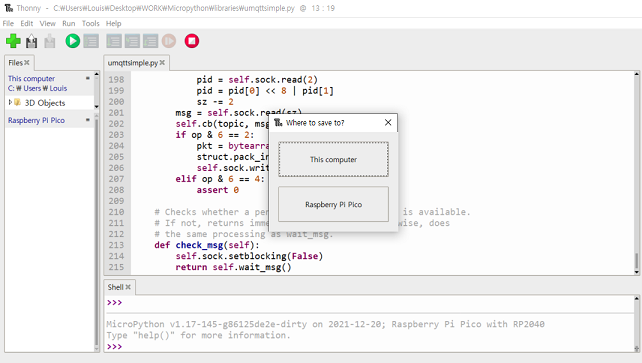 Thonny - C:₩Users₩Louis₩Desktop₩WORK₩Micropython₩libraries₩umqttsimple.py @ 13 : 19
File Edit View Run Tools Help
Files
This computer
C: ₩ Users ₩ Louis
3D Objects
Raspberry Pi Pico
umqttsimple.py
198 pid = self.sock.read(2)
199 pid = pid[0] << 8 | pid[1]
200 sz -= 2
201 msg = self.sock.read(sz)
202 self.cb(topic, msg
203 if op & 6 == 2:
204 pkt = bytearra
205 struct.pack_in
206 self.sock.writ
207 elif op & 6 == 4:
208 assert 0
209
210 # Checks whether a pen is available.
211 # If not, returns imme wise, does
212 # the same processing as wait_msg.
213 def check_msg(self):
214 self.sock.setblocking(False)
215 return self.wait_msg()
Where to save to?
This computer
Raspberry Pi Pico
Shell
>>>
MicroPython v1.17-145-g86125de2e-dirty on 2021-12-20; Raspberry Pi Pico with RP2040
Type "help()" for more information.
>>>